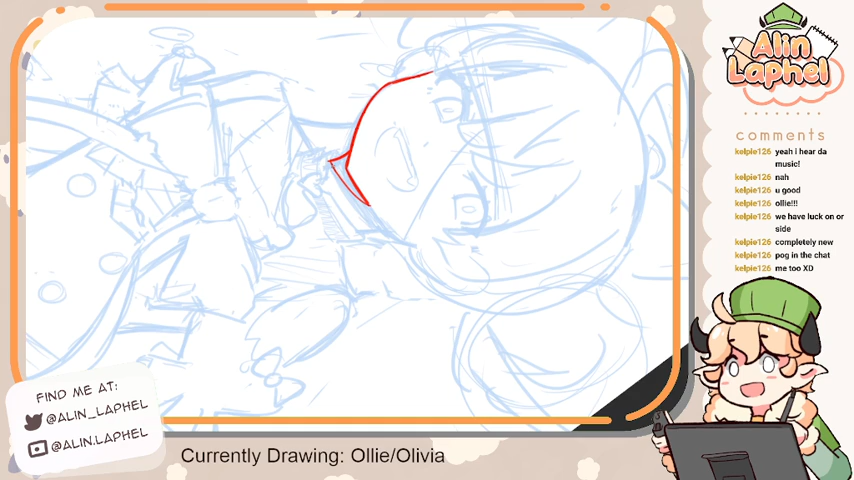 Alin
Laphel
comments
kelpie126 yeah i hear da
music!
kelpie126 nah
kelpie126 u good
kelpie126 ollie!!!
kelpie126 we have luck on or
side
kelpie126 completely new
kelpie126 pog in the chat
kelpie126 me too XD
FIND ME AT:
@ALIN_LAPHEL
@ALIN.LAPHEL
Currently Drawing: Ollie/Olivia